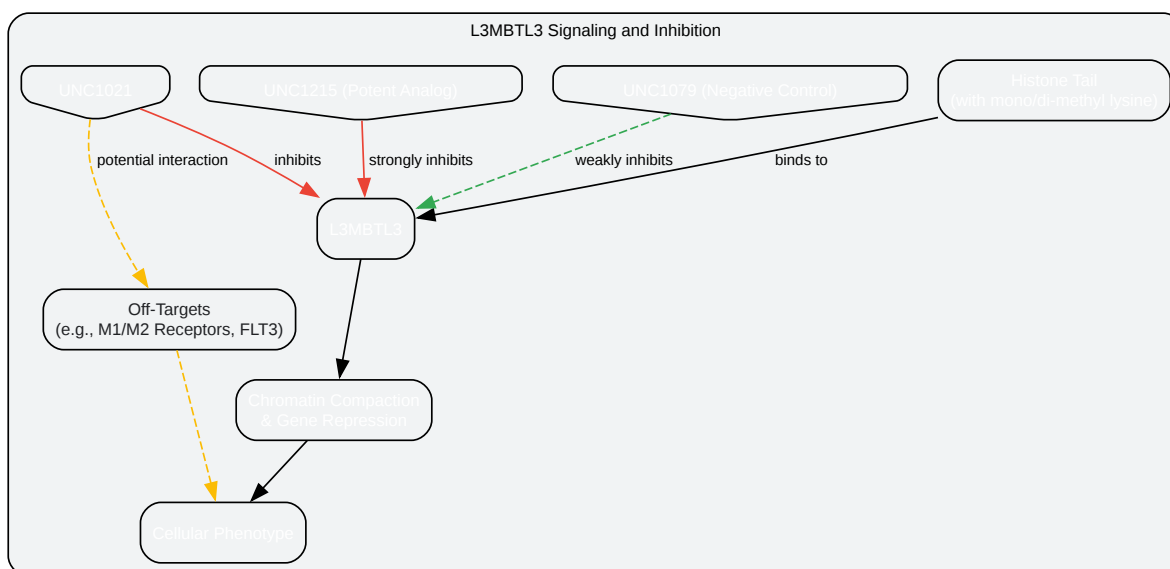 L3MBTL3 Signaling and Inhibition
UNC1021
UNC1215 (Potent Analog)
UNC1079 (Negative Control)
Histone Tail
(with mono/di-methyl lysine)
potential interaction
inhibits
strongly inhibits
weakly inhibits
binds to
L3MBTL3
Off-Targets
(e.g., M1/M2 Receptors, FLT3)
Chromatin Compaction
& Gene Repression
Cellular Phenotype